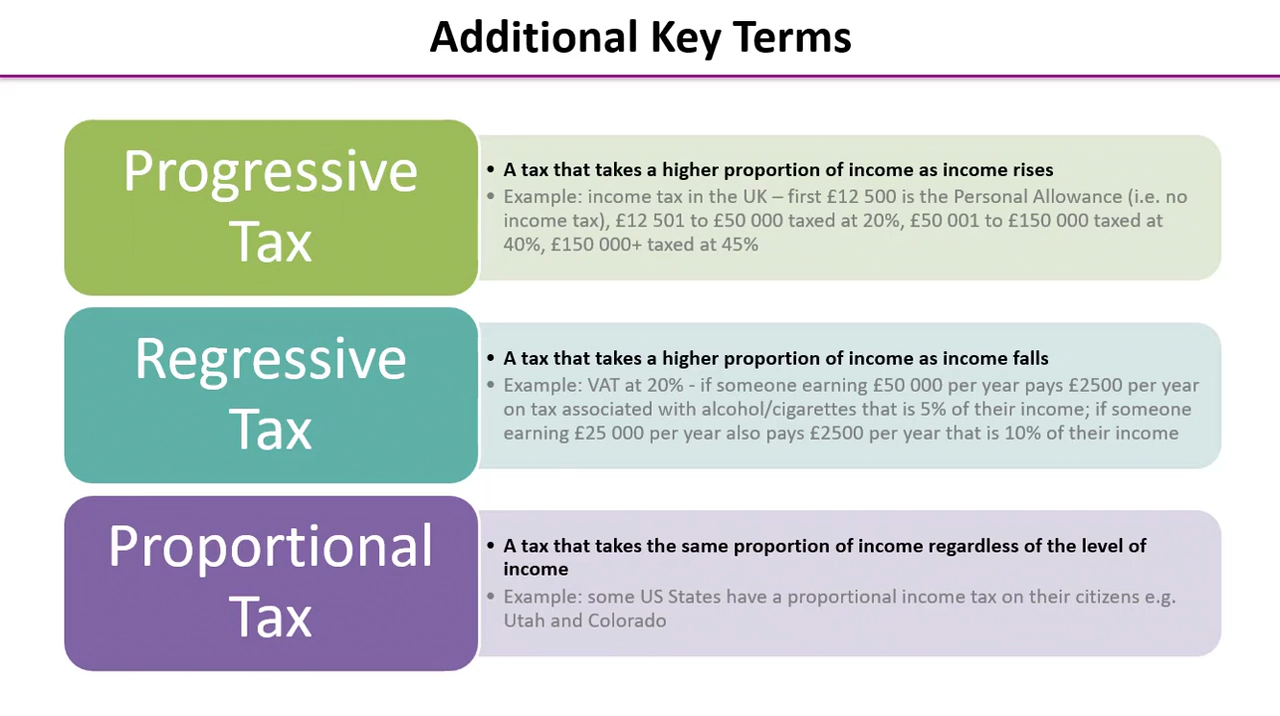 Additional Key Terms
Progressive
Tax
• A tax that takes a higher proportion of income as income rises
• Example: income tax in the UK – first £12 500 is the Personal Allowance (i.e. no
income tax), £12 501 to £50 000 taxed at 20%, £50 001 to £150 000 taxed at
40%, £150 000+ taxed at 45%
Regressive
Tax
• A tax that takes a higher proportion of income as income falls
• Example: VAT at 20% - if someone earning £50 000 per year pays £2500 per year
on tax associated with alcohol/cigarettes that is 5% of their income; if someone
earning £25 000 per year also pays £2500 per year that is 10% of their income
Proportional
Tax
• A tax that takes the same proportion of income regardless of the level of
income
• Example: some US States have a proportional income tax on their citizens e.g.
Utah and Colorado